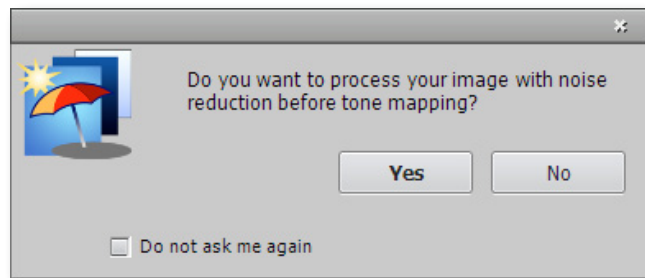 Do you want to process your image with noise
reduction before tone mapping?
Yes
No
Do not ask me again